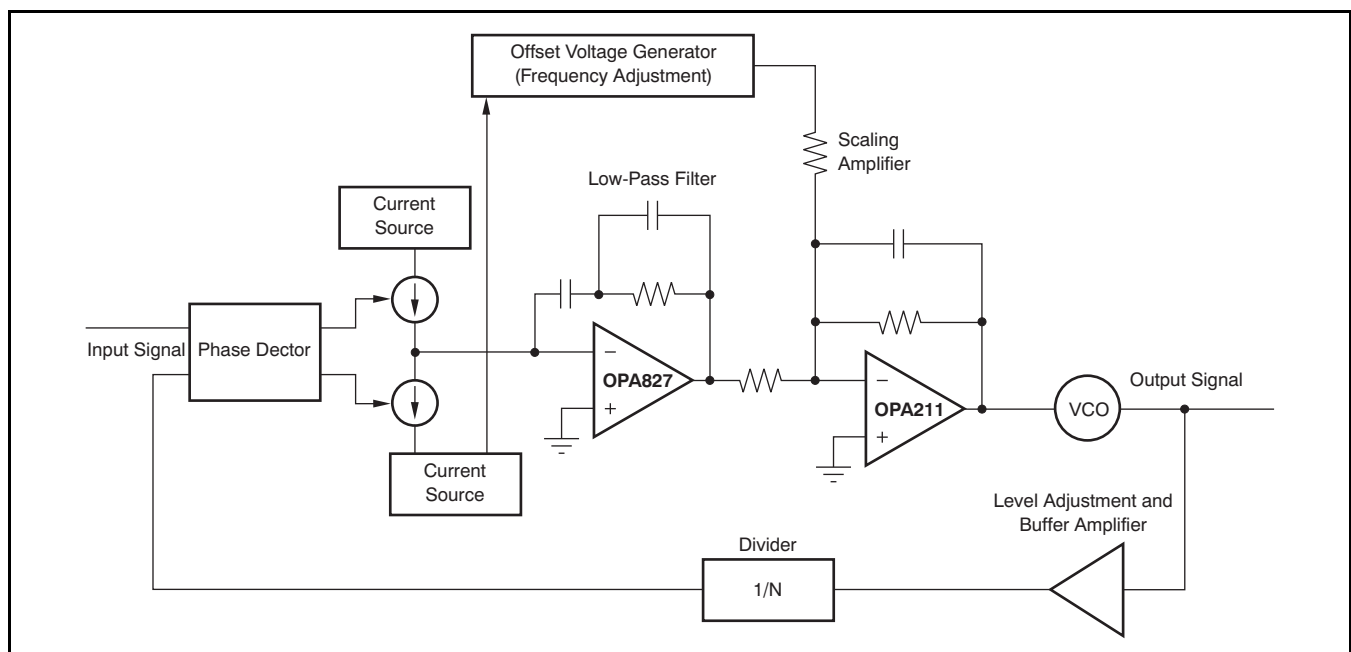 Offset Voltage Generator
(Frequency Adjustment)
Scaling
Amplifier
Low-Pass Filter
Current
Source
Input Signal
Phase Dector
−
OPA827
+
−
OPA211
+
VCO
Output Signal
Current
Source
Level Adjustment and
Buffer Amplifier
Divider
1/N